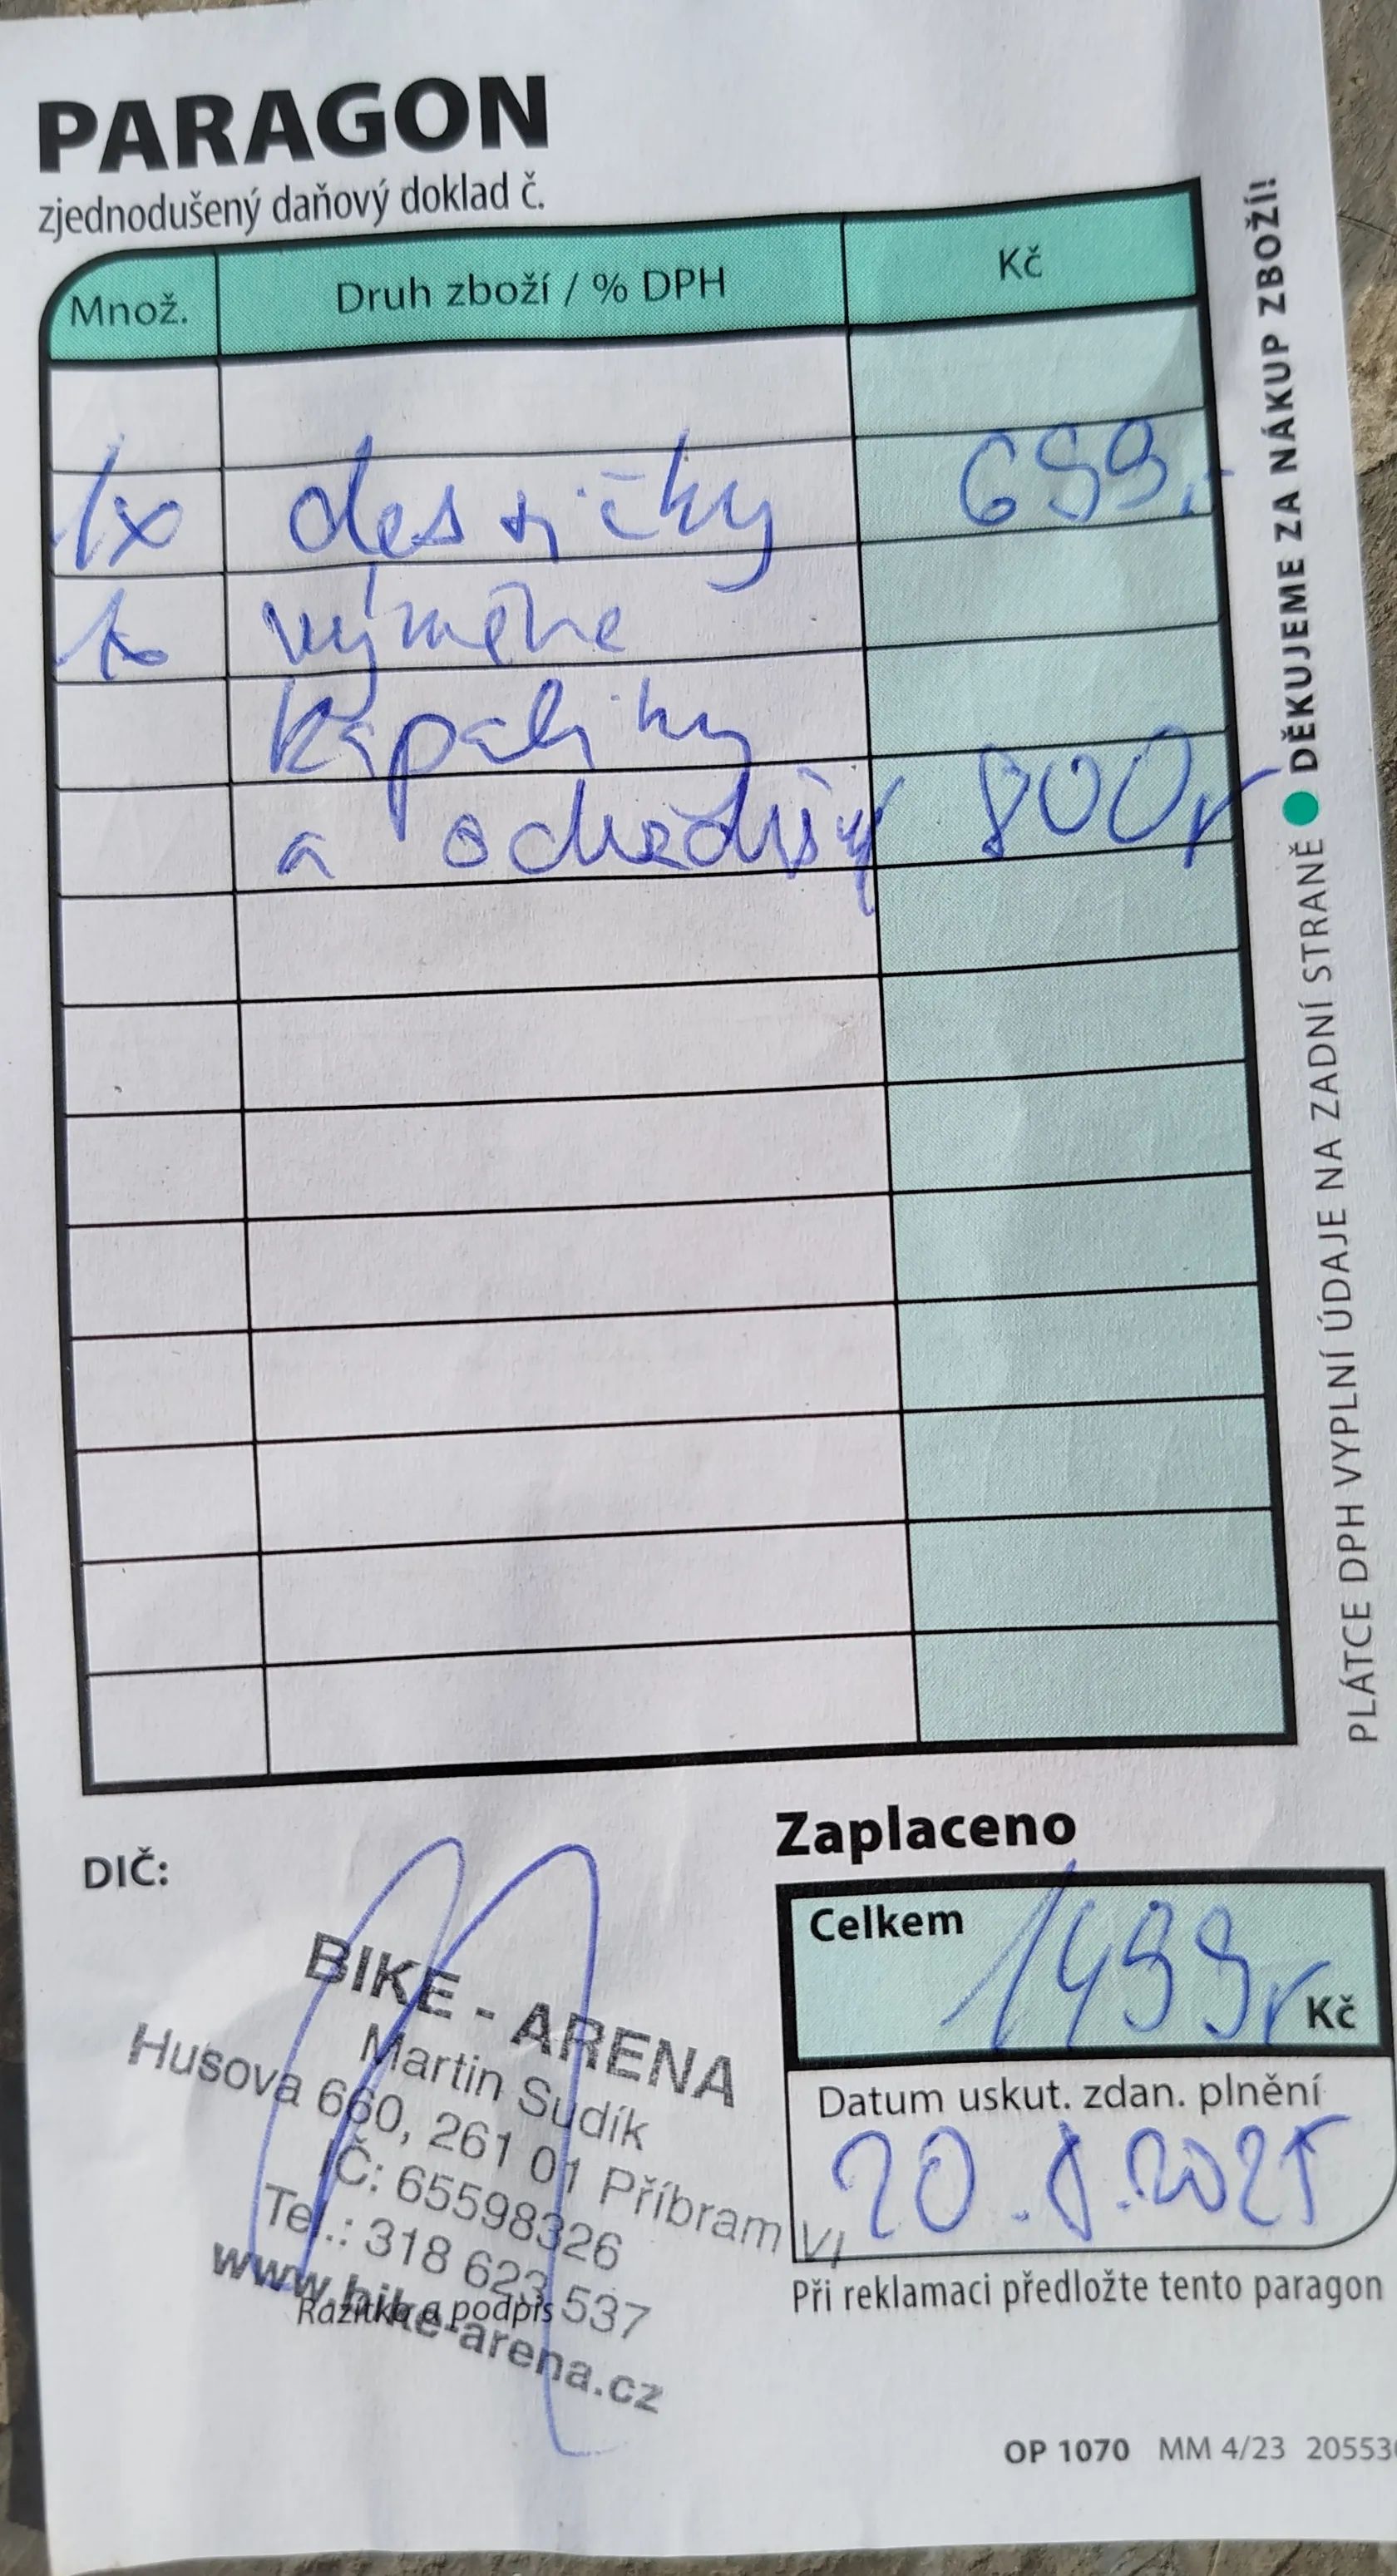 PARAGON
zjednodušený daňový doklad č.
Množ. Druh zboží / % DPH Kč
1x destičky 699,-
1x výměna
kapaliny
a odvzdušn 800,-
DĚKUJEME ZA NÁKUP ZBOŽÍ!
PLÁTCE DPH VYPLNÍ ÚDAJE NA ZADNÍ STRANĚ
DIČ:
Zaplaceno
Celkem 1499,- Kč
Datum uskut. zdan. plnění
20.8.2025
Při reklamaci předložte tento paragon
BIKE - ARENA
Martin Sudík
Husova 660, 261 01 Příbram VI
IČ: 65598326
Tel.: 318 623 537
www.bike-arena.cz
Razítko a podpis
OP 1070 MM 4/23 20553